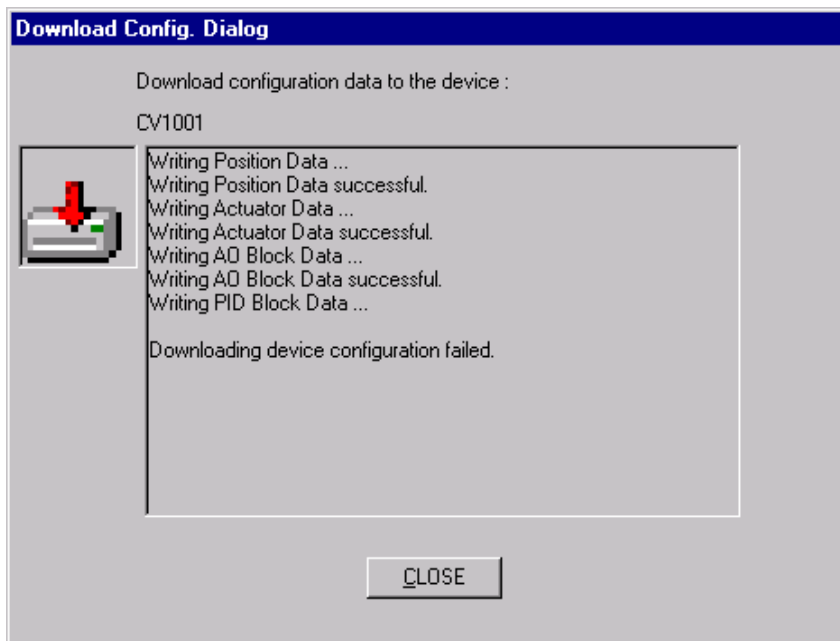 Download Config. Dialog
Download configuration data to the device :
CV1001
Writing Position Data ...
Writing Position Data successful.
Writing Actuator Data ...
Writing Actuator Data successful.
Writing AO Block Data ...
Writing AO Block Data successful.
Writing PID Block Data ...
Downloading device configuration failed.
CLOSE